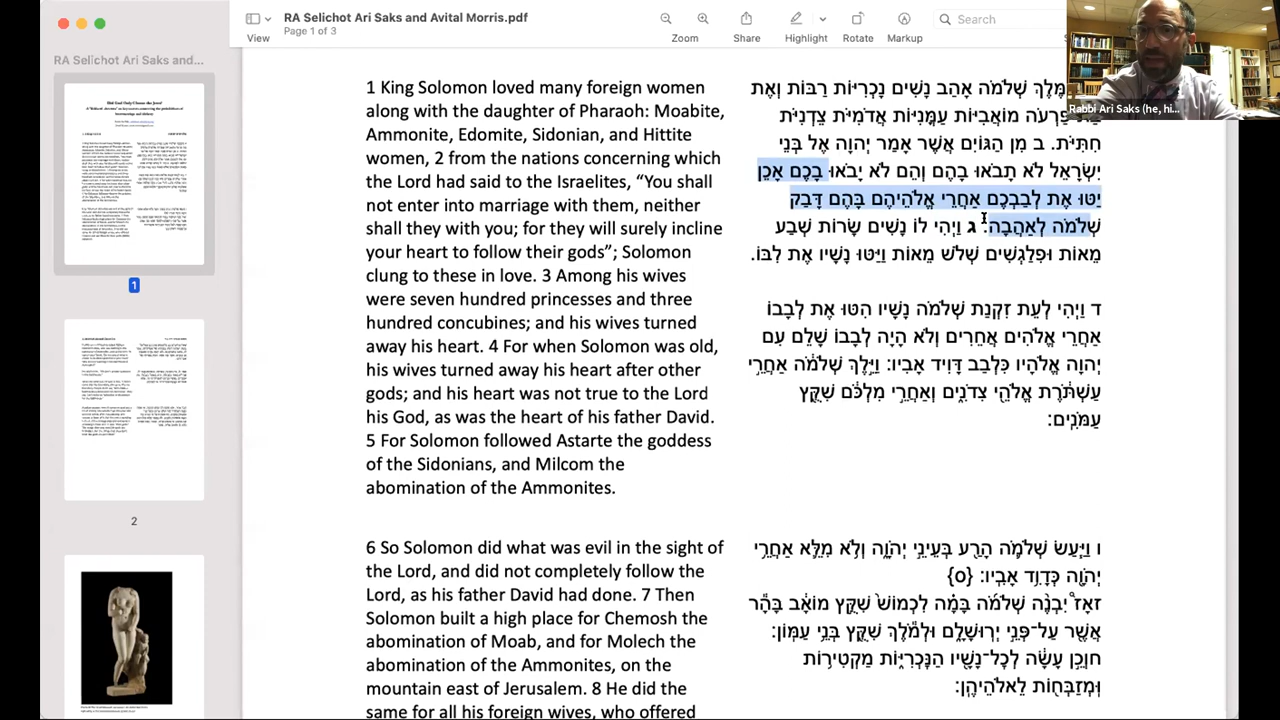 RA Selichot Ari Saks and Avital Morris.pdf
Page 1 of 3
View
Zoom
Share
Highlight
Rotate
Markup
Search
RA Selichot Ari Saks and...
1
2
Rabbi Ari Saks (he, hi...
1 King Solomon loved many foreign women
along with the daughter of Pharaoh: Moabite,
Ammonite, Edomite, Sidonian, and Hittite
women, 2 from the nations concerning which
the Lord had said to the Israelites, “You shall
not enter into marriage with them, neither
shall they with you; for they will surely incline
your heart to follow their gods”; Solomon
clung to these in love. 3 Among his wives
were seven hundred princesses and three
hundred concubines; and his wives turned
away his heart. 4 For when Solomon was old,
his wives turned away his heart after other
gods; and his heart was not true to the Lord
his God, as was the heart of his father David.
5 For Solomon followed Astarte the goddess
of the Sidonians, and Milcom the
abomination of the Ammonites.
6 So Solomon did what was evil in the sight of
the Lord, and did not completely follow the
Lord, as his father David had done. 7 Then
Solomon built a high place for Chemosh the
abomination of Moab, and for Molech the
abomination of the Ammonites, on the
mountain east of Jerusalem. 8 He did the
same for all his foreign wives, who offered
שְׁלֹמֹה אָהַב נָשִׁים נָכְרִיּוֹת רַבּוֹת וְאֶת
פַּרְעֹה מוֹאֲבִיּוֹת עַמֳּנִיּוֹת אֲדֹמִיֹּת צֵדְנִיֹּת
חִתִּיֹּת. ב מִן הַגּוֹיִם אֲשֶׁר אָמַר יְהוָה אֶל בְּנֵי
יִשְׂרָאֵל לֹא תָבֹאוּ בָהֶם וְהֵם לֹא יָבֹאוּ בָכֶם אָכֵן
יַטּוּ אֶת לְבַבְכֶם אַחֲרֵי אֱלֹהֵיהֶם בָּהֶם דָּבַק
שְׁלֹמֹה לְאַהֲבָה. ג וַיְהִי לוֹ נָשִׁים שָׂרוֹת שְׁבַע
מֵאוֹת וּפִלַגְשִׁים שְׁלֹשׁ מֵאוֹת וַיַּטּוּ נָשָׁיו אֶת לִבּוֹ.
ד וַיְהִי לְעֵת זִקְנַת שְׁלֹמֹה נָשָׁיו הִטּוּ אֶת לְבָבוֹ
אַחֲרֵי אֱלֹהִים אֲחֵרִים וְלֹא הָיָה לְבָבוֹ שָׁלֵם עִם
יְהוָה אֱלֹהָיו כִּלְבַב דָּוִיד אָבִיו: וַיֵּלֶךְ שְׁלֹמֹה אַחֲרֵי
עַשְׁתֹּרֶת אֱלֹהֵי צִדֹנִים וְאַחֲרֵי מִלְכֹּם שִׁקֻּץ
עַמֹּנִים:
ו וַיַּעַשׂ שְׁלֹמֹה הָרַע בְּעֵינֵי יְהֹוָה וְלֹא מִלֵּא אַחֲרֵי
יְהֹוָה כְּדָוִד אָבִיו: {ס}
זאָז יִבְנֶה שְׁלֹמֹה בָּמָה לִכְמוֹשׁ שִׁקֻּץ מוֹאָב בָּהָר
אֲשֶׁר עַל־פְּנֵי יְרוּשָׁלָ͏ִם וּלְמֹלֶךְ שִׁקֻּץ בְּנֵי עַמּוֹן:
חוְכֵן עָשָׂה לְכָל־נָשָׁיו הַנָּכְרִיּוֹת מַקְטִירוֹת
וּמְזַבְּחוֹת לֵאלֹהֵיהֶן: